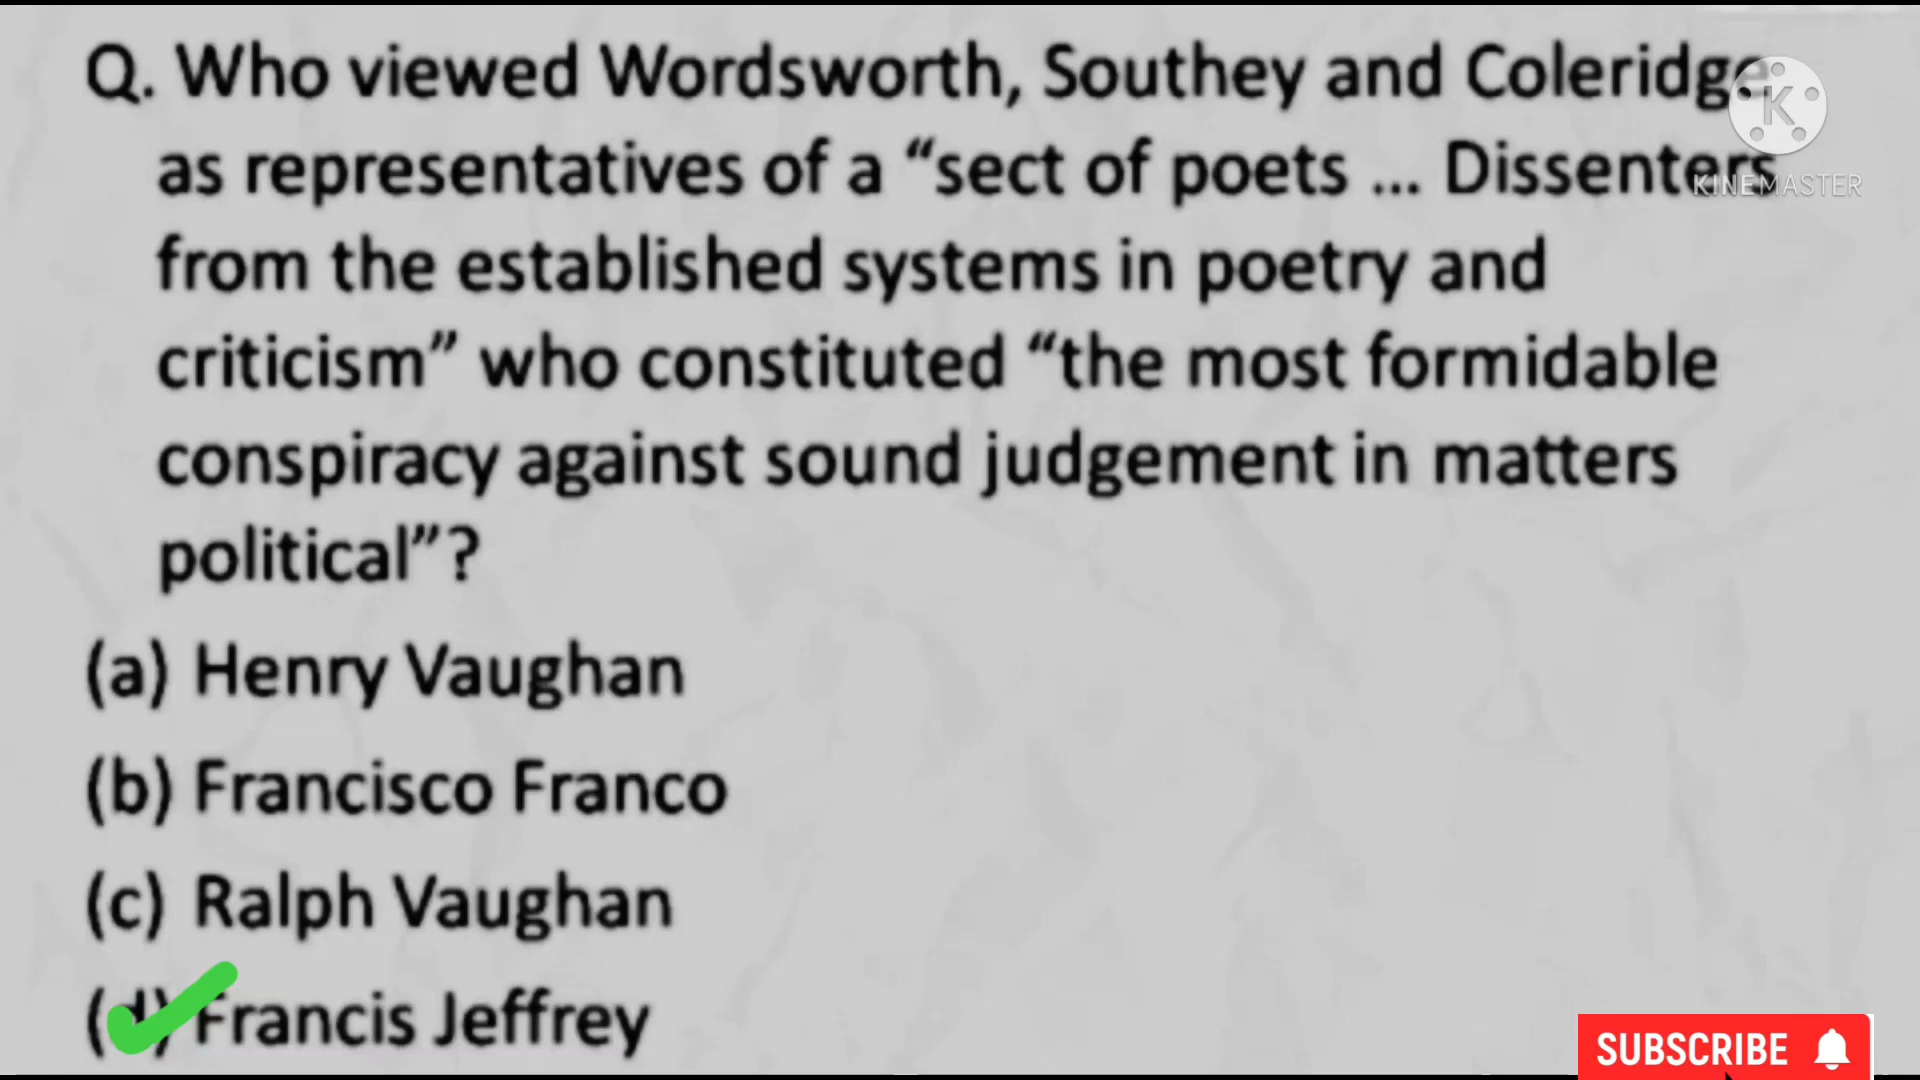 Q. Who viewed Wordsworth, Southey and Coleridge
as representatives of a “sect of poets ... Dissenters
from the established systems in poetry and
criticism” who constituted “the most formidable
conspiracy against sound judgement in matters
political”?
(a) Henry Vaughan
(b) Francisco Franco
(c) Ralph Vaughan
(d) Francis Jeffrey
K
KINEMASTER
SUBSCRIBE